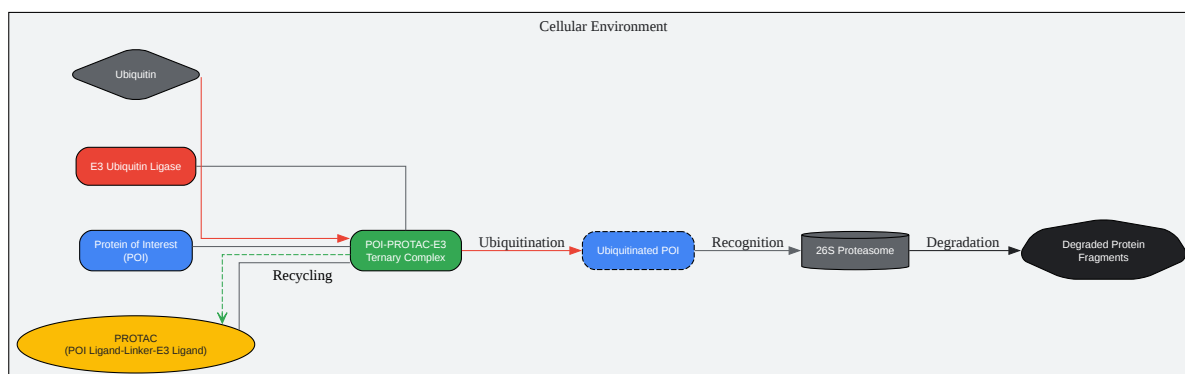 Cellular Environment
Ubiquitin
E3 Ubiquitin Ligase
Protein of Interest
(POI)
POI-PROTAC-E3
Ternary Complex
Ubiquitination
Ubiquitinated POI
Recognition
26S Proteasome
Degradation
Degraded Protein
Fragments
Recycling
PROTAC
(POI Ligand-Linker-E3 Ligand)